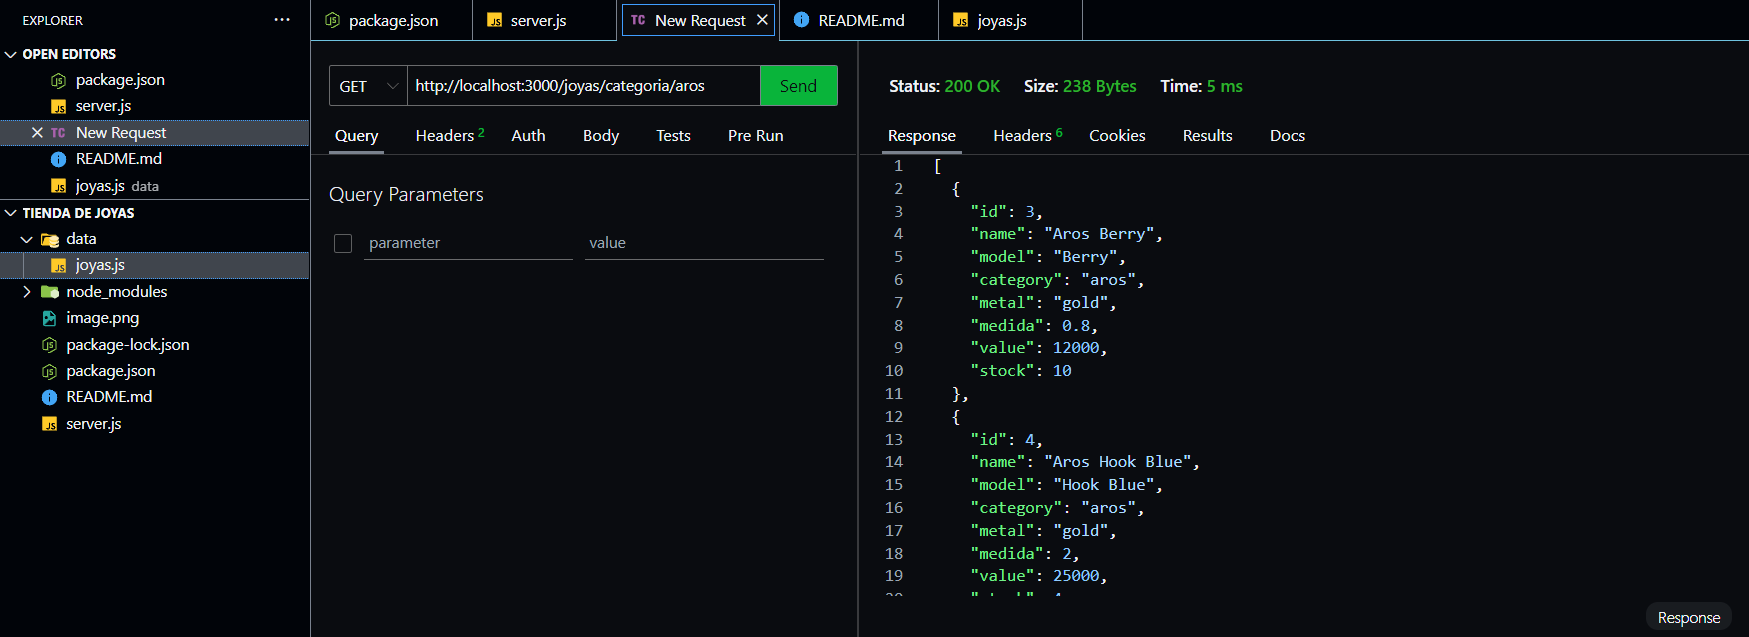 EXPLORER ...
OPEN EDITORS
package.json
server.js
TC New Request
README.md
joyas.js data
TIENDA DE JOYAS
data
joyas.js
node_modules
image.png
package-lock.json
package.json
README.md
server.js
package.json
server.js
TC New Request
README.md
joyas.js
GET http://localhost:3000/joyas/categoria/aros Send
Query Headers 2 Auth Body Tests Pre Run
Query Parameters
parameter value
Status: 200 OK Size: 238 Bytes Time: 5 ms
Response Headers 6 Cookies Results Docs
1 [
2 {
3 "id": 3,
4 "name": "Aros Berry",
5 "model": "Berry",
6 "category": "aros",
7 "metal": "gold",
8 "medida": 0.8,
9 "value": 12000,
10 "stock": 10
11 },
12 {
13 "id": 4,
14 "name": "Aros Hook Blue",
15 "model": "Hook Blue",
16 "category": "aros",
17 "metal": "gold",
18 "medida": 2,
19 "value": 25000,
Response